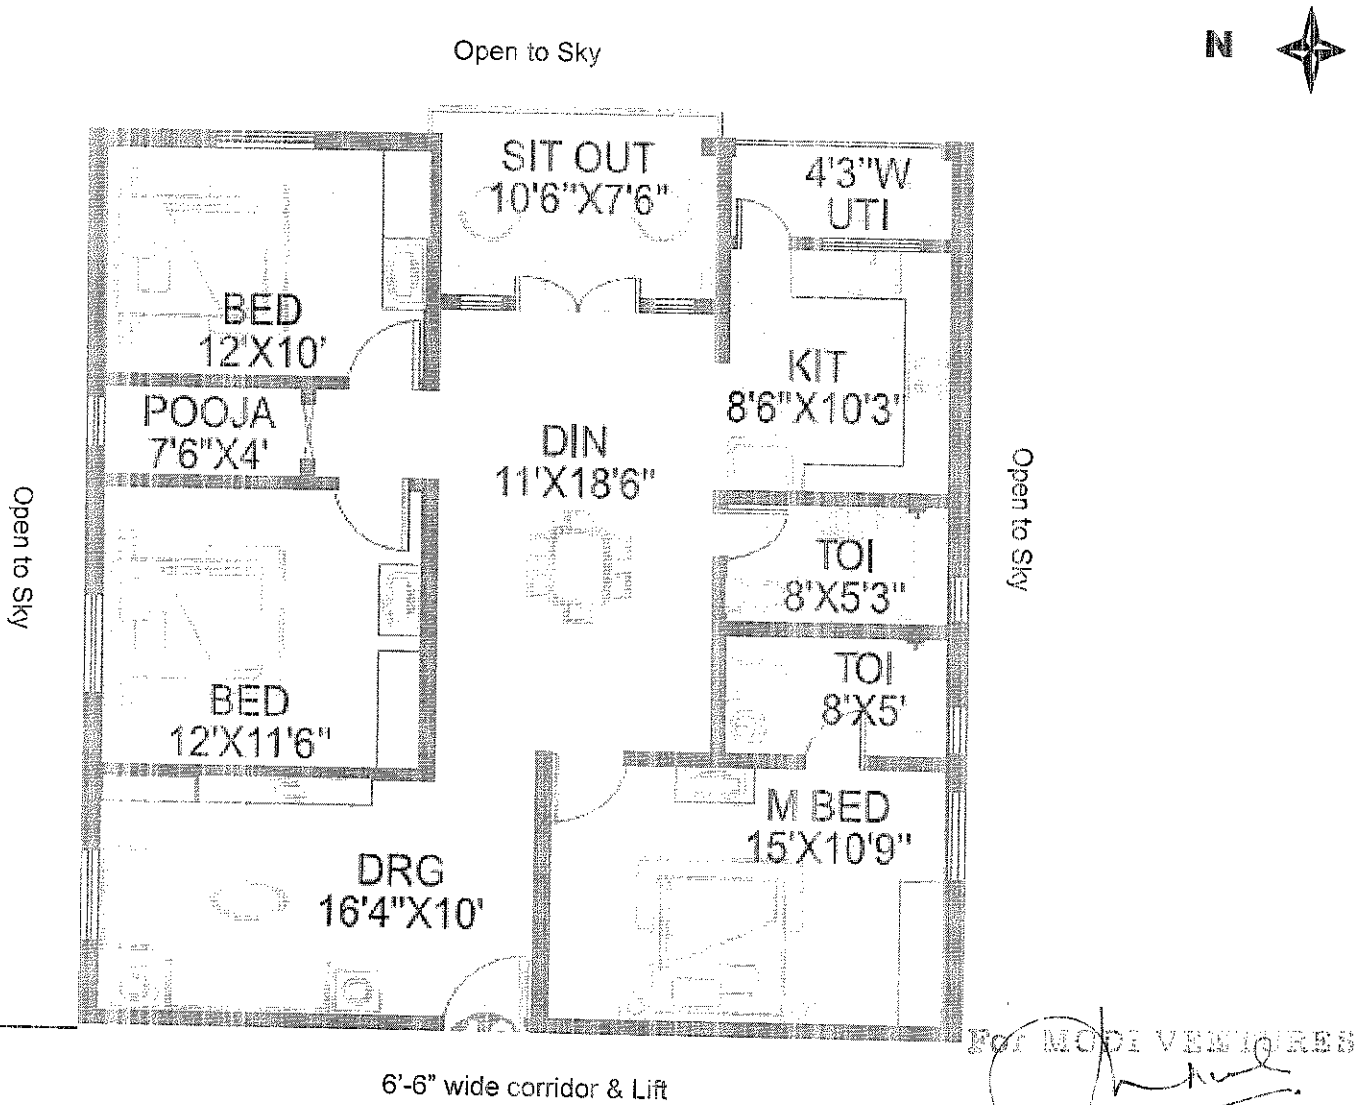 N
Open to Sky
SIT OUT
10'6"X7'6"
4'3"W
UTI
BED
12'X10'
KIT
8'6"X10'3"
POOJA
7'6"X4'
DIN
11'X18'6"
Open to Sky
Open to Sky
TOI
8'X5'3"
TOI
8'X5'
BED
12'X11'6"
M BED
15'X10'9"
DRG
16'4"X10'
For MODI VENTURES
6'-6" wide corridor & Lift